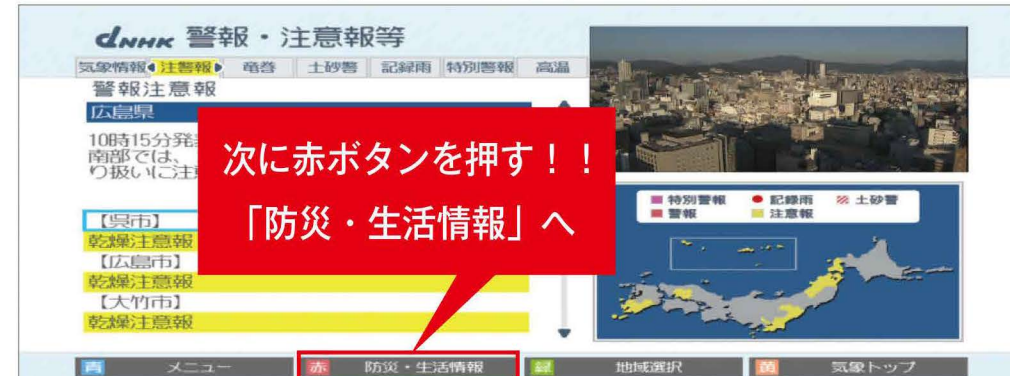 dNHK 警報・注意報等
気象情報 注警報 竜巻 土砂警 記録雨 特別警報 高温
警報注意報
広島県
10時15分発
南部では、
り扱いに注
次に赤ボタンを押す!!
「防災・生活情報」へ
【呉市】
乾燥注意報
【広島市】
乾燥注意報
【大竹市】
乾燥注意報
特別警報 記録雨 土砂警
警報 注意報
青 メニュー 赤 防災・生活情報 緑 地域選択 黄 気象トップ